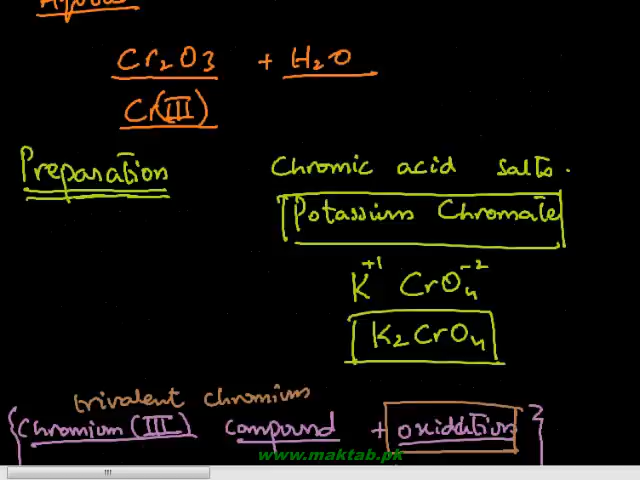 Cr₂O₃ + H₂O
Cr(III)
Preparation
Chromic acid salts.
Potassium Chromate
K⁺¹ CrO₄⁻²
K₂CrO₄
trivalent chromium
{ Chromium (III) compound + oxidation }
www.maktab.pk